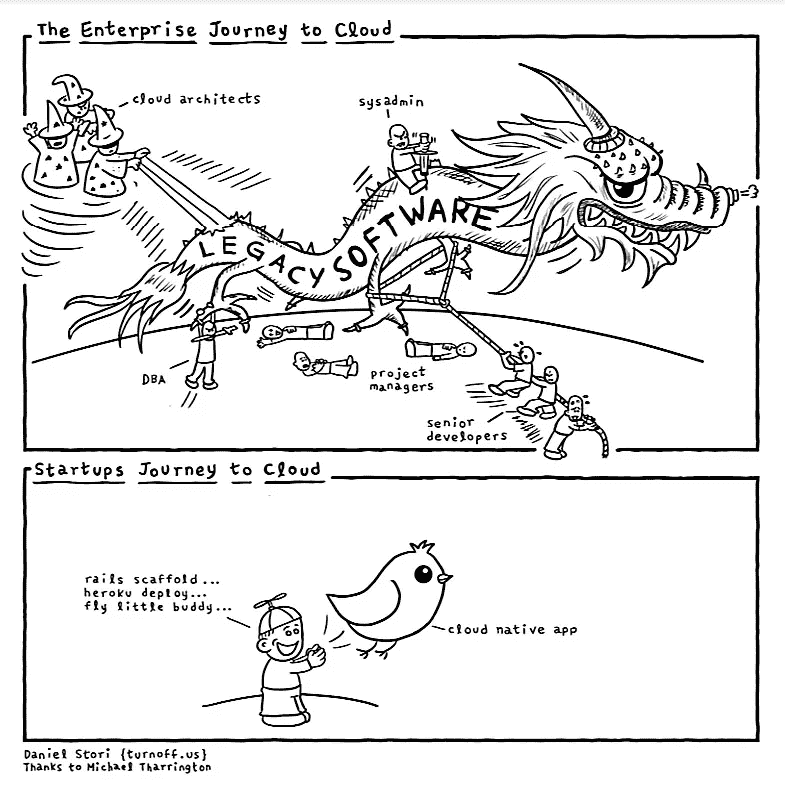 The Enterprise Journey to Cloud
cloud architects
sysadmin
LEGACY SOFTWARE
DBA
project
managers
senior
developers
Startups Journey to Cloud
rails scaffold...
heroku deploy...
fly little buddy...
cloud native app
Daniel Stori {turnoff.us}
Thanks to Michael Tharrington